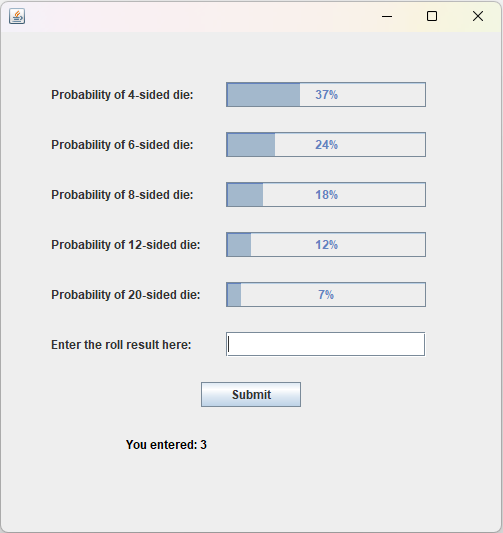 Probability of 4-sided die: 37%
Probability of 6-sided die: 24%
Probability of 8-sided die: 18%
Probability of 12-sided die: 12%
Probability of 20-sided die: 7%
Enter the roll result here:
Submit
You entered: 3